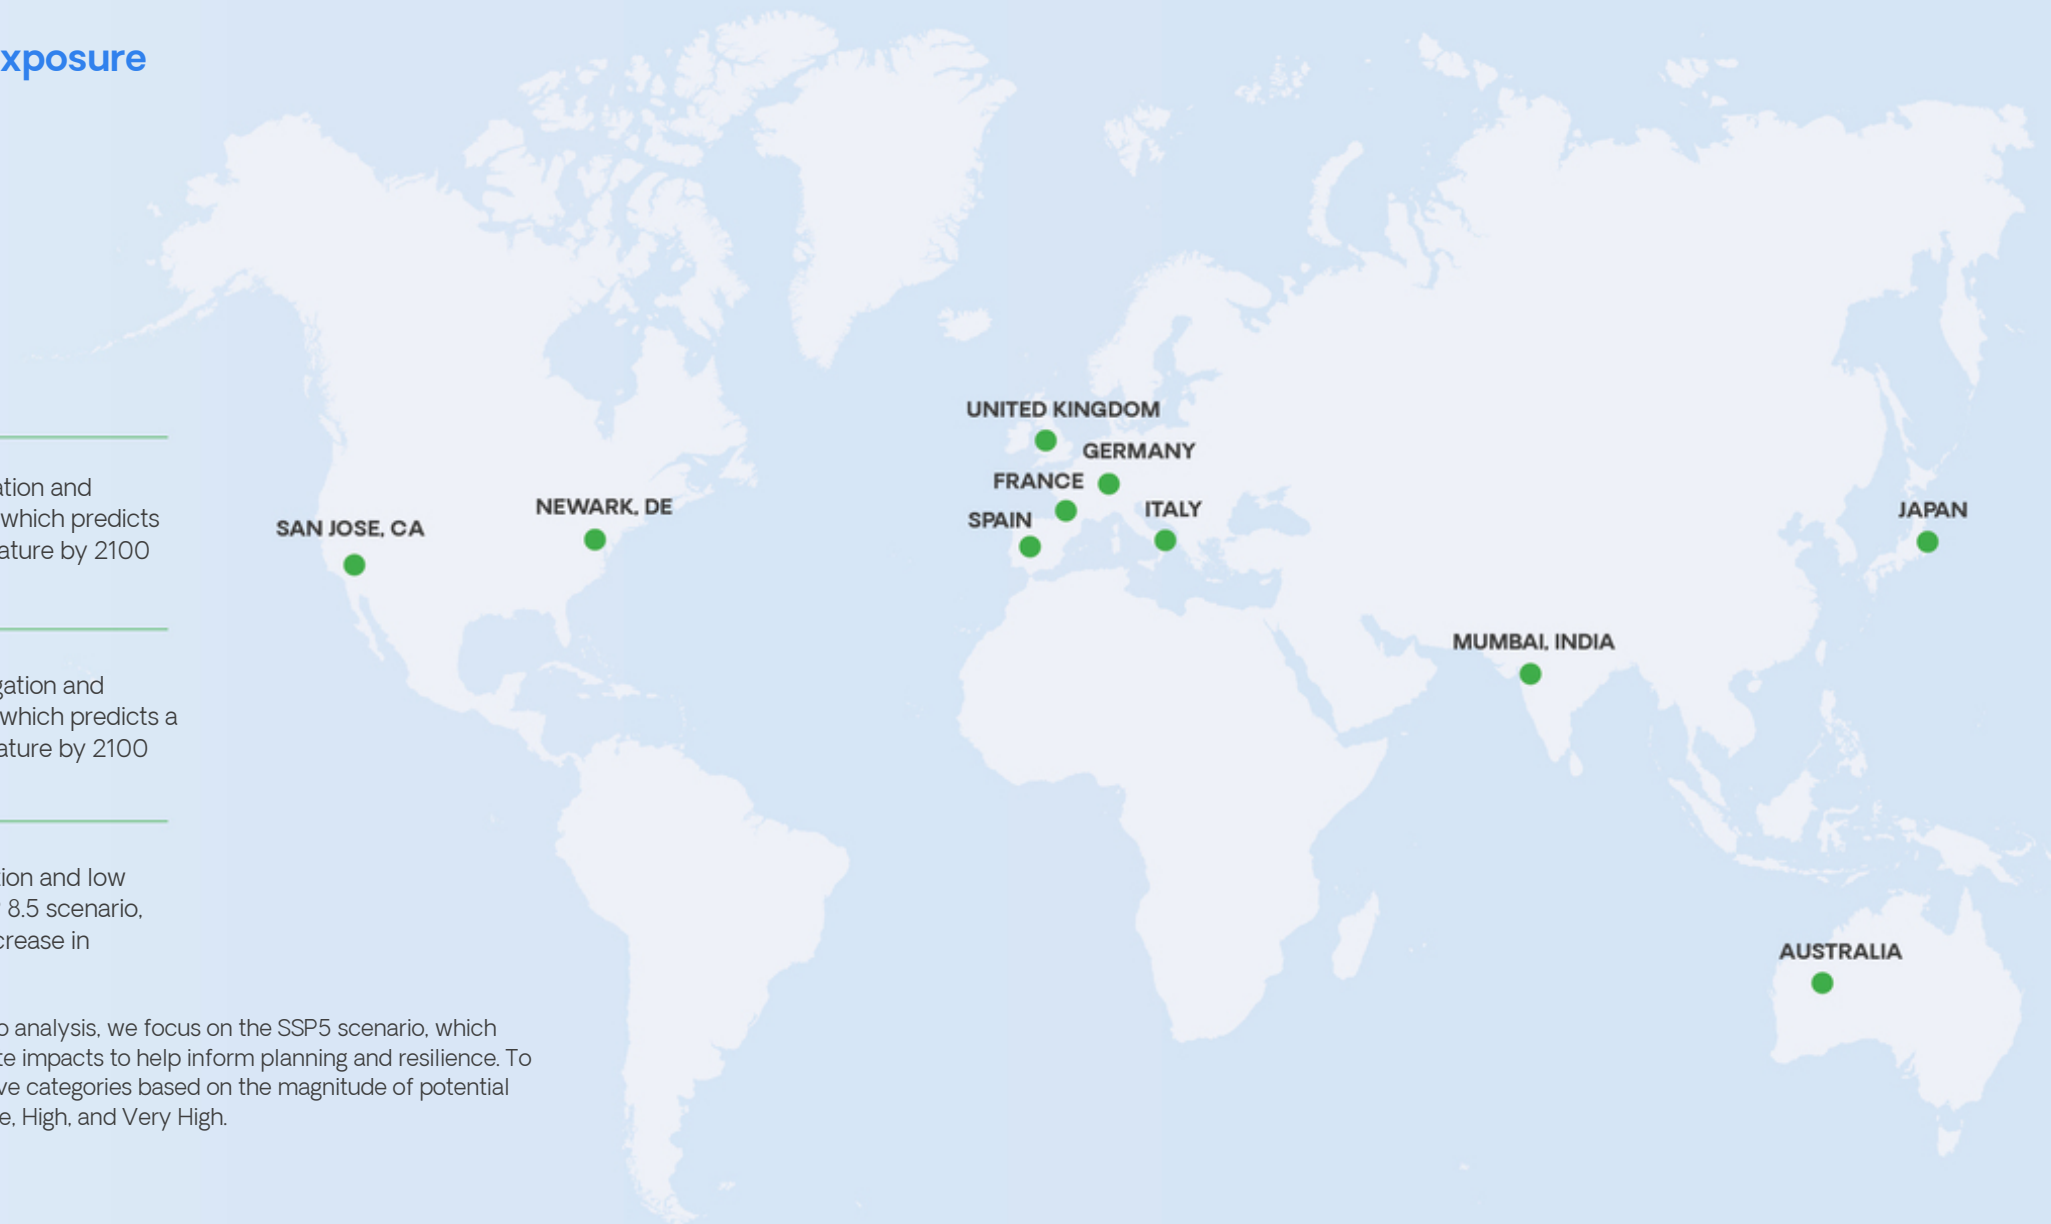 xposure
ation and
which predicts
ature by 2100
gation and
which predicts a
ature by 2100
tion and low
8.5 scenario,
crease in
o analysis, we focus on the SSP5 scenario, which
te impacts to help inform planning and resilience. To
ve categories based on the magnitude of potential
e, High, and Very High.
UNITED KINGDOM
GERMANY
FRANCE
ITALY
SPAIN
NEWARK, DE
SAN JOSE, CA
JAPAN
MUMBAI, INDIA
AUSTRALIA